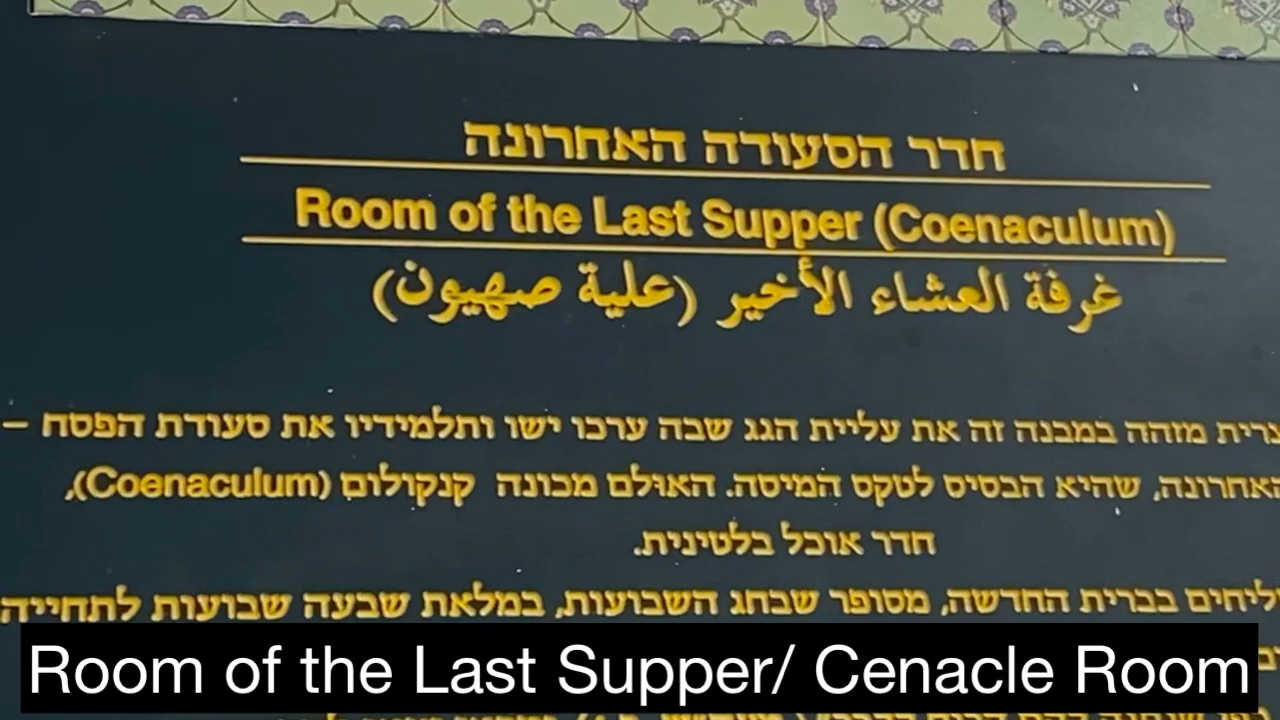 חדר הסעודה האחרונה
Room of the Last Supper (Coenaculum)
غرفة العشاء الأخير (علية صهيون)
מזהה במבנה זה את עליית הגג שבה ערכו ישו ותלמידיו את סעודת הפסח –
האחרונה, שהיא הבסיס לטקס המיסה. האולם מכונה קנקולום (Coenaculum),
חדר אוכל בלטינית.
בברית החדשה, מסופר שבחג השבועות, במלאת שבעה שבועות לתחייה
Room of the Last Supper/ Cenacle Room